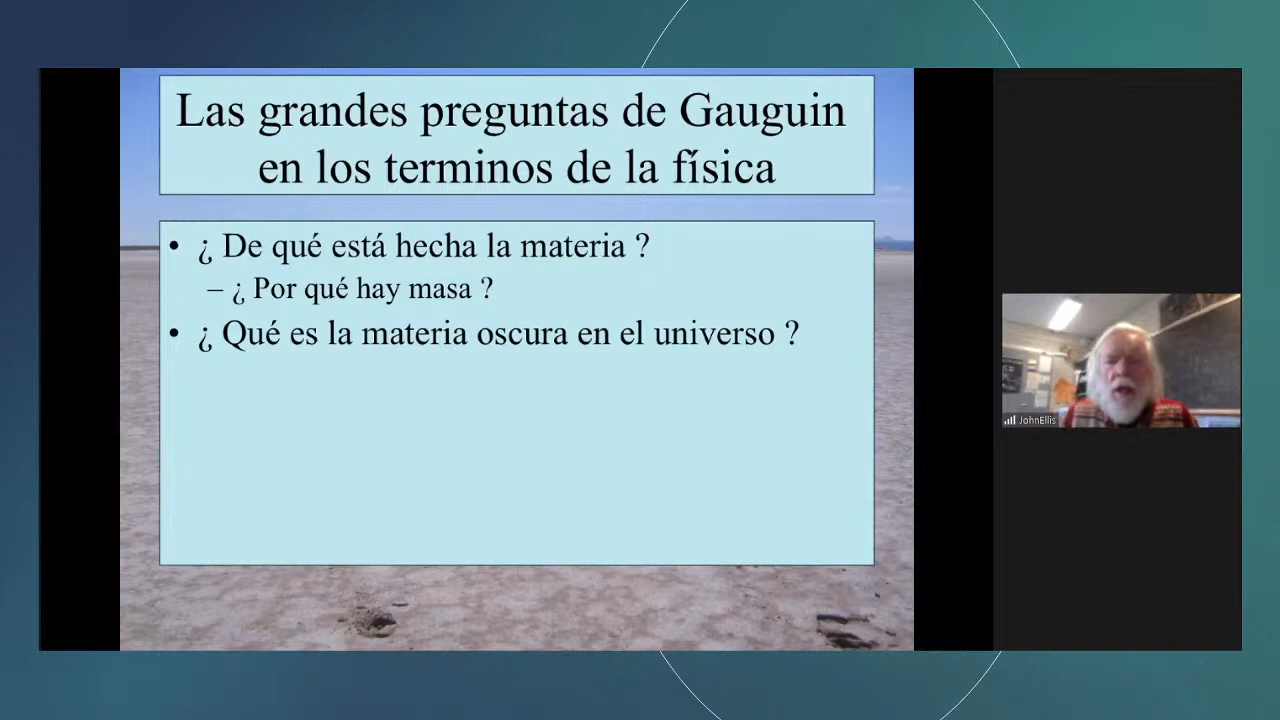 Las grandes preguntas de Gauguin
en los terminos de la física
• ¿ De qué está hecha la materia ?
– ¿ Por qué hay masa ?
• ¿ Qué es la materia oscura en el universo ?
JohnEllis